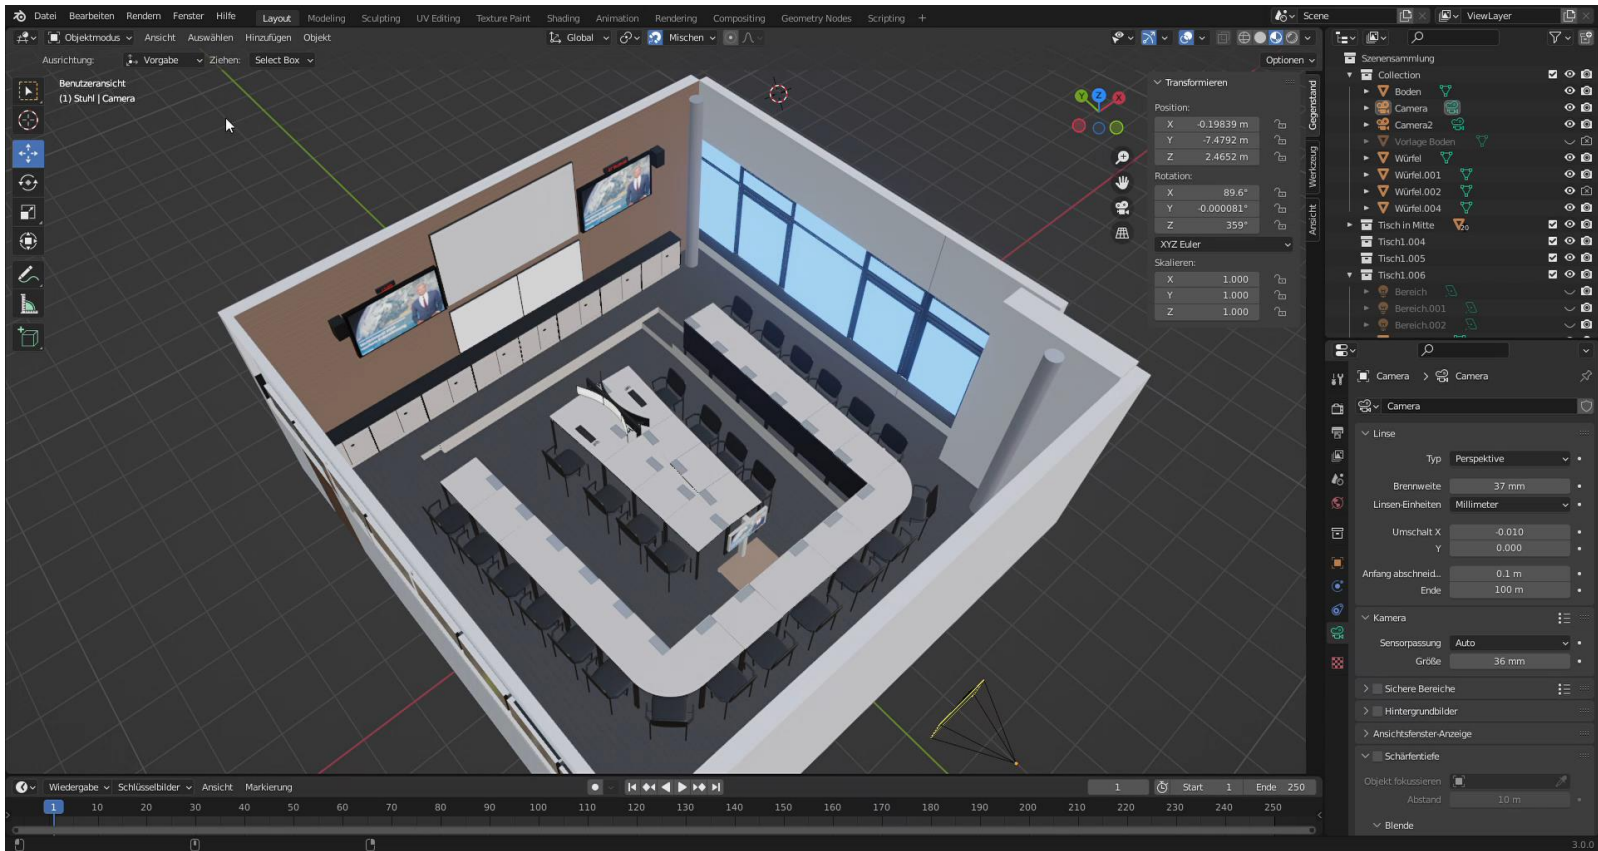 Datei Bearbeiten Rendern Fenster Hilfe Layout Modeling Sculpting UV Editing Texture Paint Shading Animation Rendering Compositing Geometry Nodes Scripting + Scene ViewLayer
Objektmodus Ansicht Auswählen Hinzufügen Objekt Global Mischen
Ausrichtung: Vorgabe Ziehen: Select Box Optionen
Benutzeransicht
(1) Stuhl | Camera
Z
Y
X
Transformieren
Position:
X -0.19839 m
Y -7.4792 m
Z 2.4652 m
Rotation:
X 89.6°
Y -0.000081°
Z 359°
XYZ Euler
Skalieren:
X 1.000
Y 1.000
Z 1.000
Gegenstand
Werkzeug
Ansicht
Szenensammlung
Collection
Boden
Camera
Camera2
Vorlage Boden
Würfel
Würfel.001
Würfel.002
Würfel.004
Tisch in Mitte 20
Tisch1.004
Tisch1.005
Tisch1.006
Bereich
Bereich.001
Bereich.002
Camera > Camera
Camera
Linse
Typ Perspektive
Brennweite 37 mm
Linsen-Einheiten Millimeter
Umschalt X -0.010
Y 0.000
Anfang abschneid... 0.1 m
Ende 100 m
Kamera
Sensorpassung Auto
Größe 36 mm
Sichere Bereiche
Hintergrundbilder
Ansichtsfenster-Anzeige
Schärfentiefe
Objekt fokussieren
Abstand 10 m
Blende
Wiedergabe Schlüsselbilder Ansicht Markierung 1 Start 1 Ende 250
1 10 20 30 40 50 60 70 80 90 100 110 120 130 140 150 160 170 180 190 200 210 220 230 240 250
3.0.0